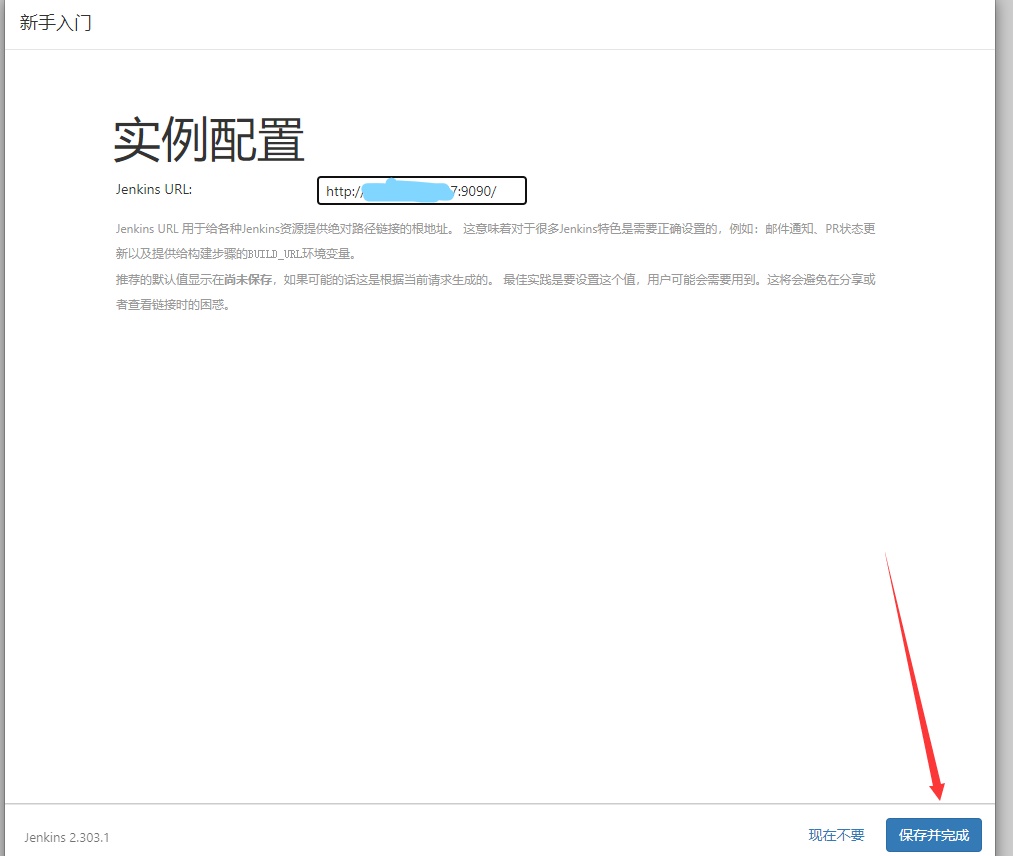 新手入门
实例配置
Jenkins URL:
http:// 7:9090/
Jenkins URL 用于给各种Jenkins资源提供绝对路径链接的根地址。 这意味着对于很多Jenkins特色是需要正确设置的，例如：邮件通知、PR状态更
新以及提供给构建步骤的BUILD_URL环境变量。
推荐的默认值显示在尚未保存，如果可能的话这是根据当前请求生成的。 最佳实践是要设置这个值，用户可能会需要用到。这将会避免在分享或
者查看链接时的困惑。
Jenkins 2.303.1
现在不要
保存并完成